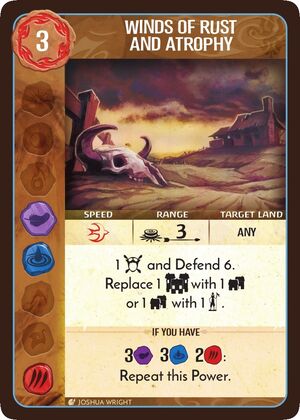 3
WINDS OF RUST
AND ATROPHY
SPEED RANGE TARGET LAND
3 ANY
1 and Defend 6.
Replace 1 with 1
or 1 with 1 .
IF YOU HAVE
3 3 2 :
Repeat this Power.
JOSHUA WRIGHT